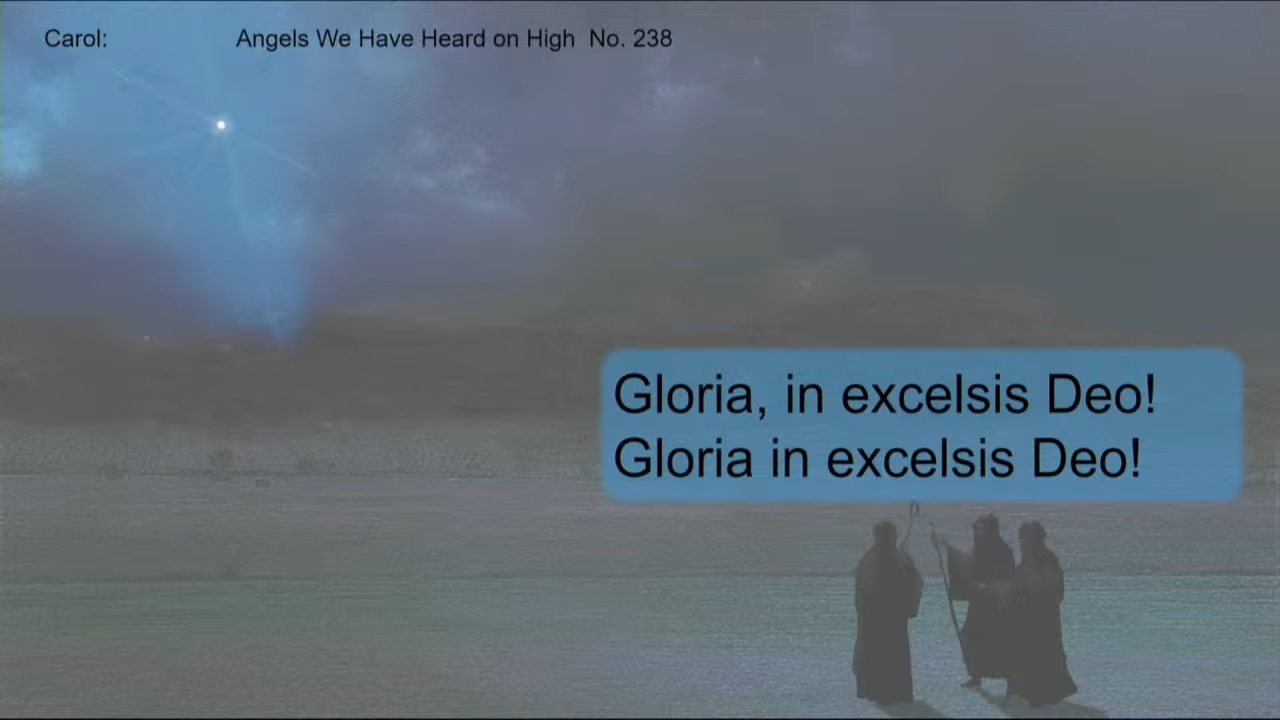 Carol: Angels We Have Heard on High No. 238
Gloria, in excelsis Deo!
Gloria in excelsis Deo!